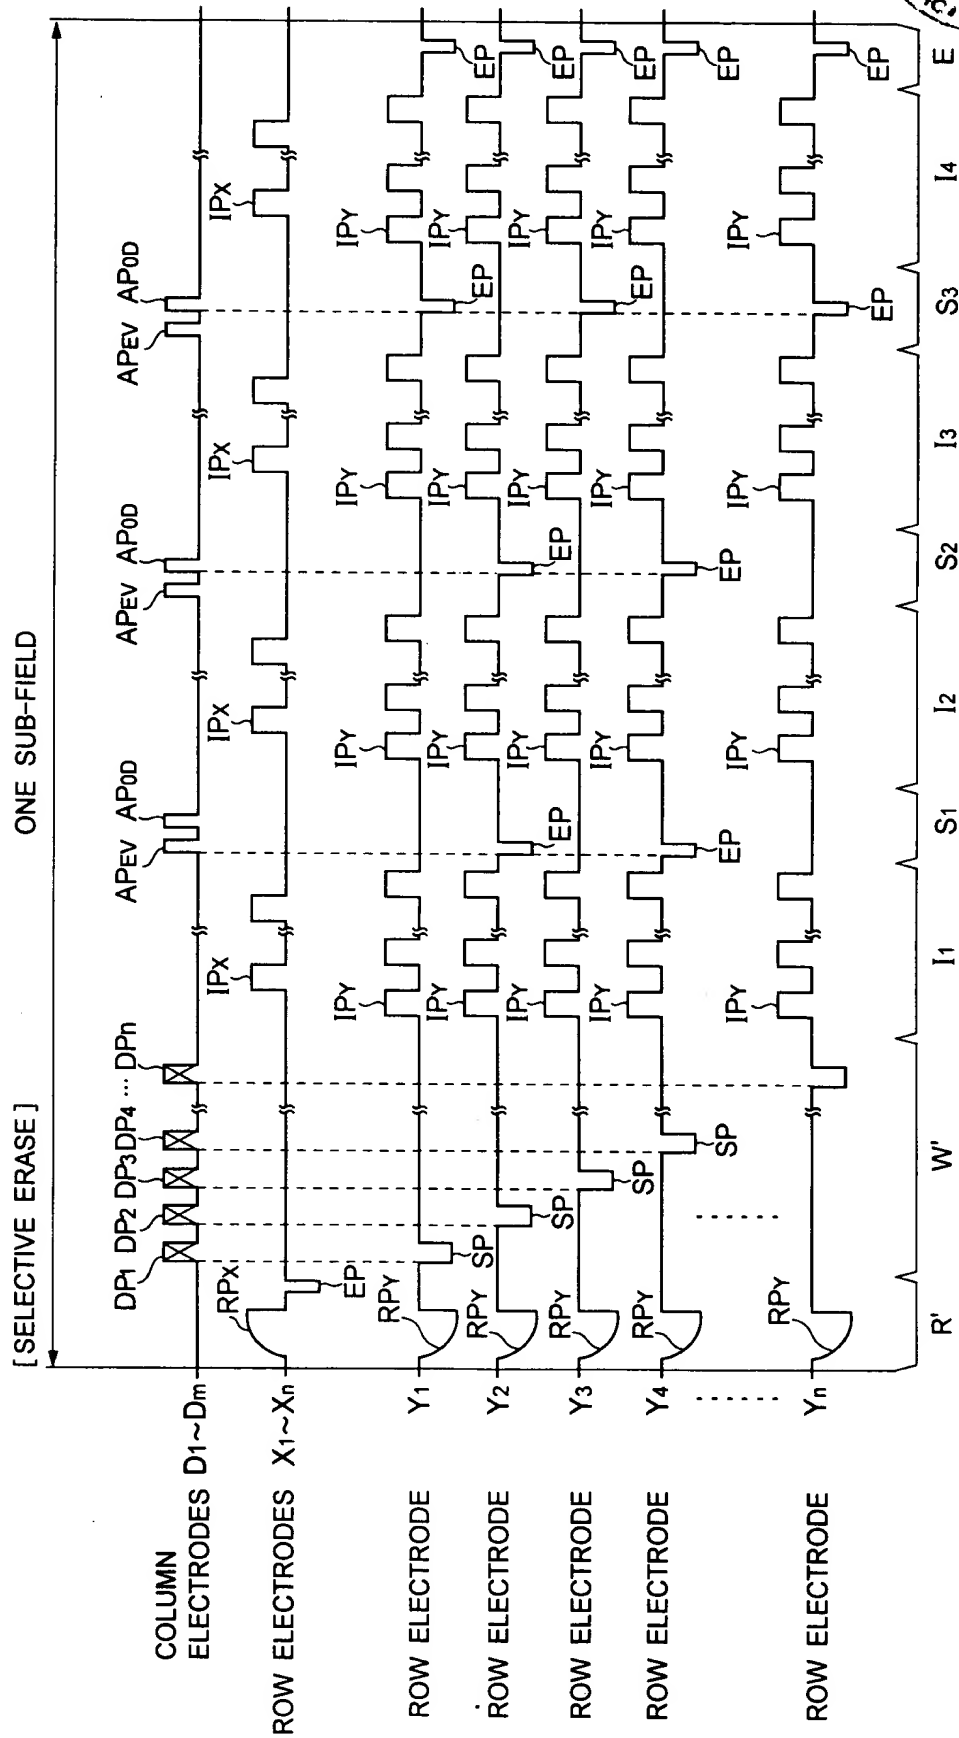 [ SELECTIVE ERASE ]
ONE SUB-FIELD
COLUMN
ELECTRODES D1~Dm
DP1 DP2 DP3 DP4 ... DPn
APEV APOD
APEV APOD
APEV APOD
ROW ELECTRODES X1~Xn
RPX
EP
IPX
IPX
IPX
IPX
ROW ELECTRODE Y1
RPY
SP
IPY
IPY
IPY
EP
IPY
EP
ROW ELECTRODE Y2
RPY
SP
IPY
EP
IPY
EP
IPY
IPY
EP
ROW ELECTRODE Y3
RPY
SP
IPY
IPY
IPY
EP
IPY
EP
ROW ELECTRODE Y4
RPY
SP
IPY
EP
IPY
EP
IPY
IPY
EP
ROW ELECTRODE Yn
RPY
IPY
IPY
IPY
EP
IPY
EP
R' W' I1 S1 I2 S2 I3 S3 I4 E